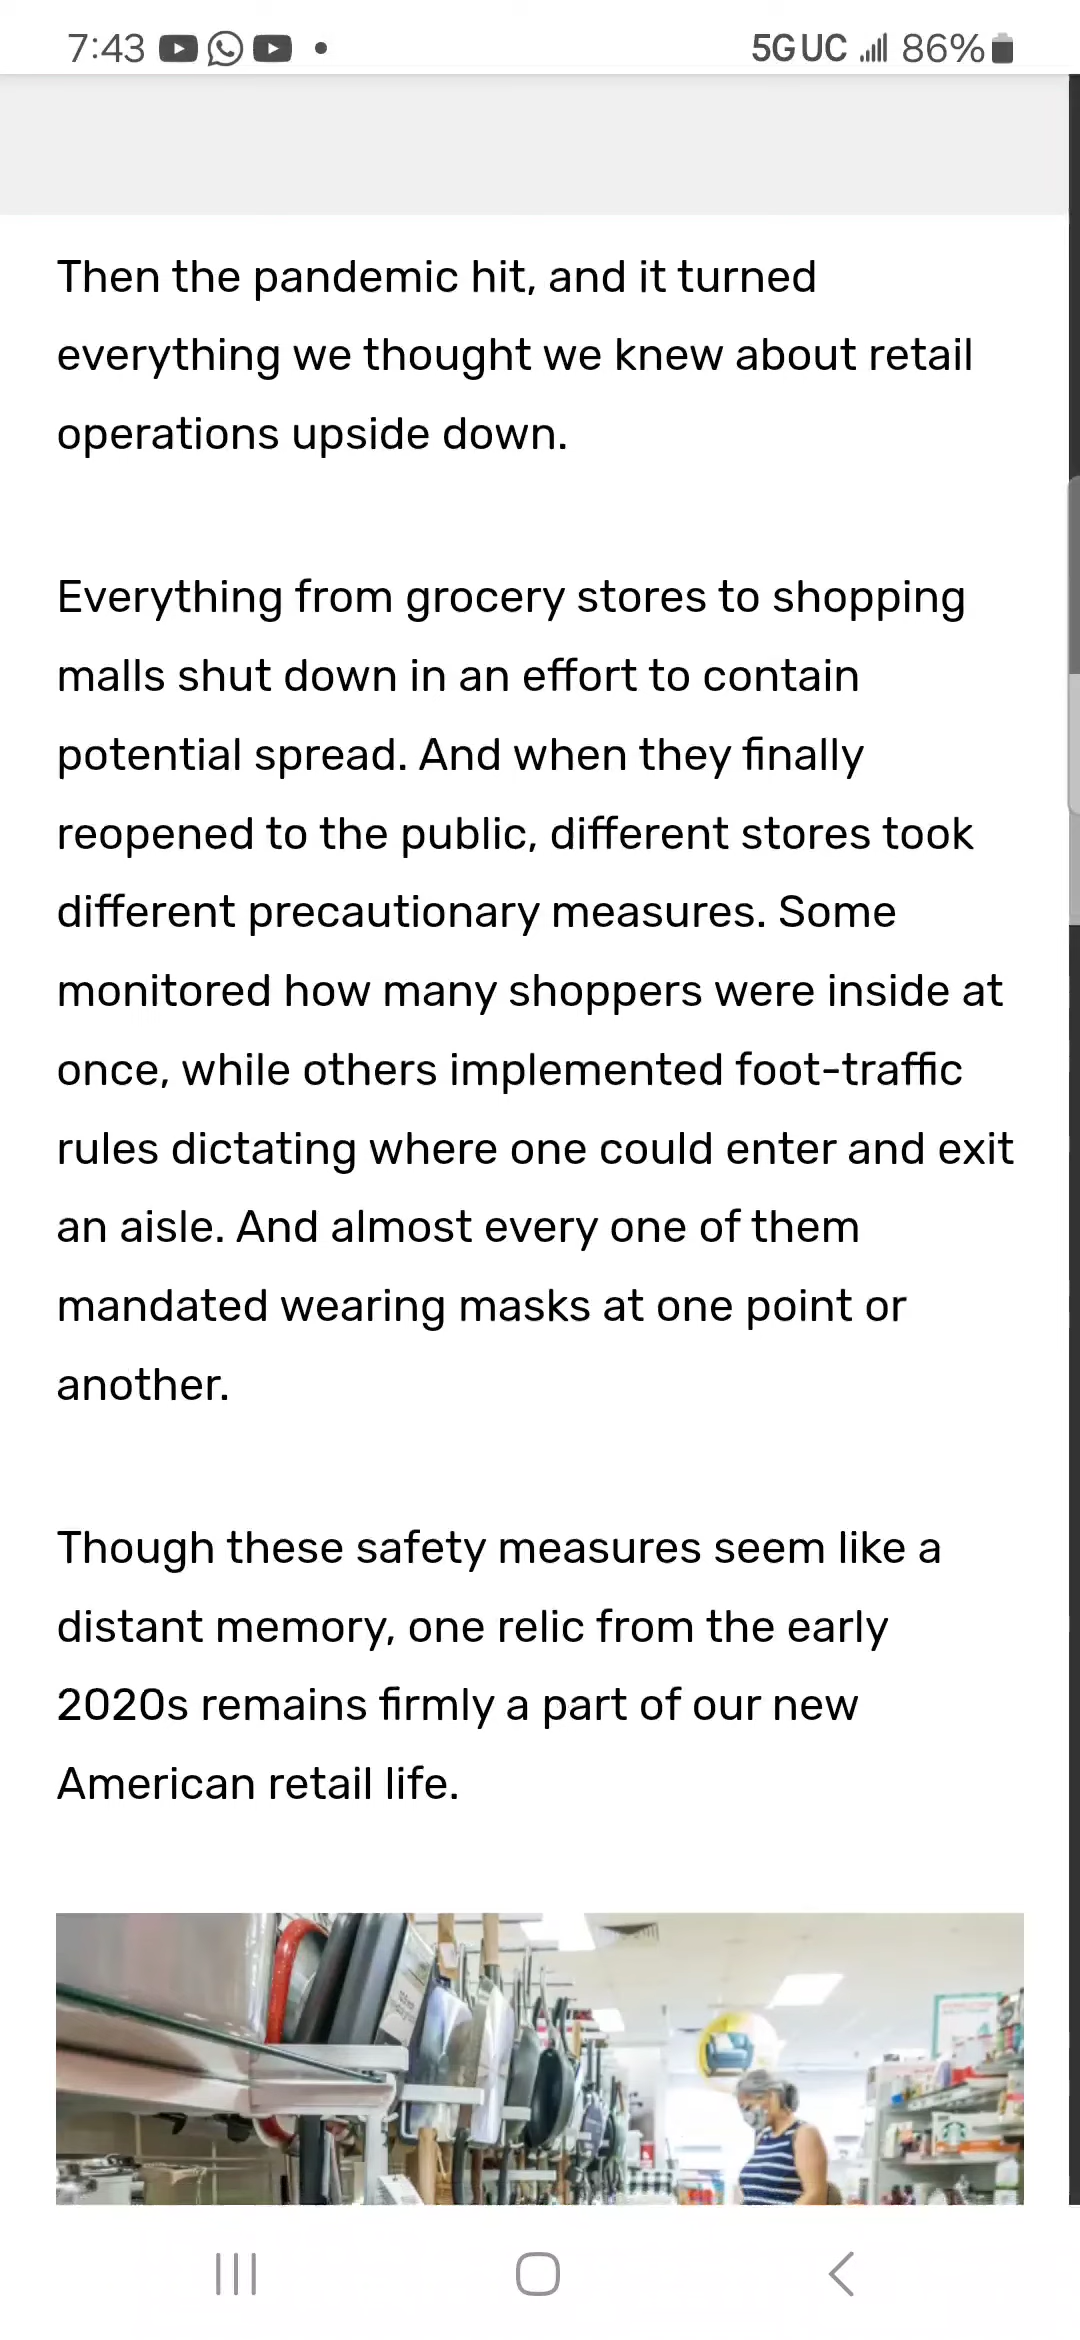 7:43
5G UC 86%
Then the pandemic hit, and it turned
everything we thought we knew about retail
operations upside down.
Everything from grocery stores to shopping
malls shut down in an effort to contain
potential spread. And when they finally
reopened to the public, different stores took
different precautionary measures. Some
monitored how many shoppers were inside at
once, while others implemented foot-traffic
rules dictating where one could enter and exit
an aisle. And almost every one of them
mandated wearing masks at one point or
another.
Though these safety measures seem like a
distant memory, one relic from the early
2020s remains firmly a part of our new
American retail life.